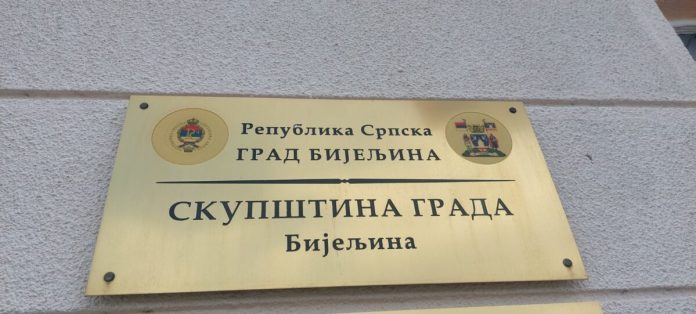 Република Српска
ГРАД БИЈЕЉИНА
СКУПШТИНА ГРАДА
Бијељина